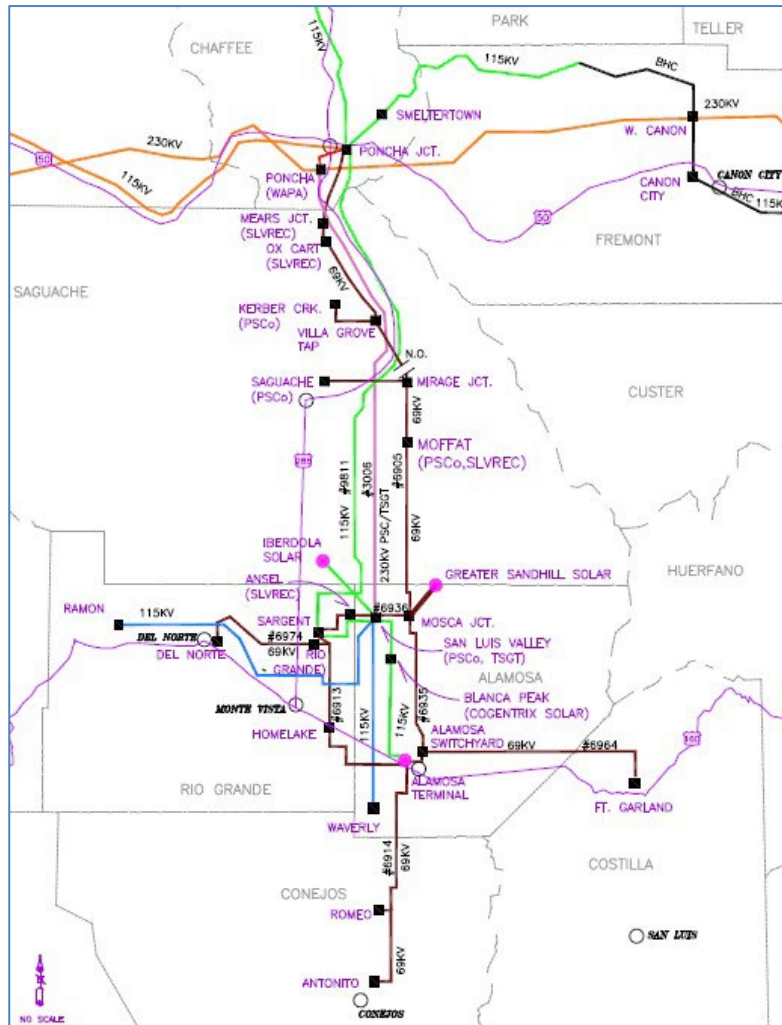 PARK
TELLER
CHAFFEE
115KV
115KV
BHC
SMELTERTOWN
230KV
230KV
W. CANON
50
PONCHA JCT.
115KV
PONCHA
(WAPA)
CANON
CITY
CANON CITY
BHC
115K
MEARS JCT.
(SLVREC)
50
OX CART
(SLVREC)
FREMONT
69KV
SAGUACHE
KERBER CRK.
(PSCo)
VILLA GROVE
TAP
N.O.
SAGUACHE
(PSCo)
MIRAGE JCT.
CUSTER
69KV
MOFFAT
(PSCo,SLVREC)
285
#9811
#3006
#6905
115KV
230KV PSC/TSGT
69KV
IBERDOLA
SOLAR
HUERFANO
GREATER SANDHILL SOLAR
ANSEL
(SLVREC)
RAMON
115KV
#6936
SARGENT
MOSCA JCT.
DEL NORTE
DEL NORTE
#6974
69KV
RIO
GRANDE)
SAN LUIS VALLEY
(PSCo, TSGT)
ALAMOSA
BLANCA PEAK
(COGENTRIX SOLAR)
MONTE VISTA
#6913
115KV
115KV
#6935
HOMELAKE
ALAMOSA
SWITCHYARD
69KV
#6964
160
RIO GRANDE
ALAMOSA
TERMINAL
FT. GARLAND
WAVERLY
#6914
69KV
COSTILLA
CONEJOS
ROMEO
SAN LUIS
69KV
ANTONITO
CONEJOS
NO SCALE